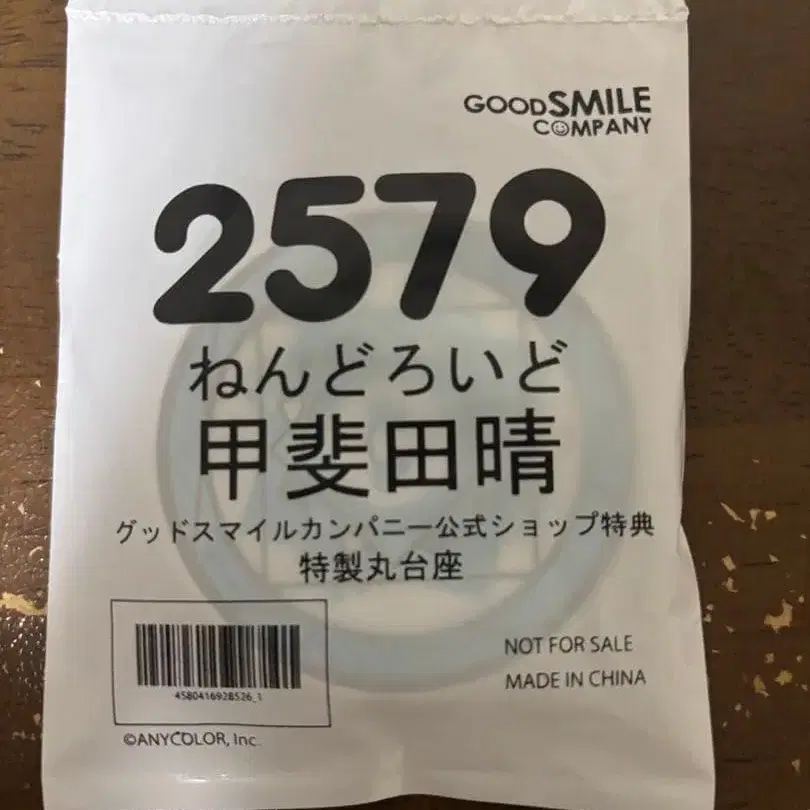 GOODSMILE
COMPANY
2579
ねんどろいど
甲斐田晴
グッドスマイルカンパニー公式ショップ特典
特製丸台座
4580416928526_1
NOT FOR SALE
MADE IN CHINA
©ANYCOLOR, Inc.